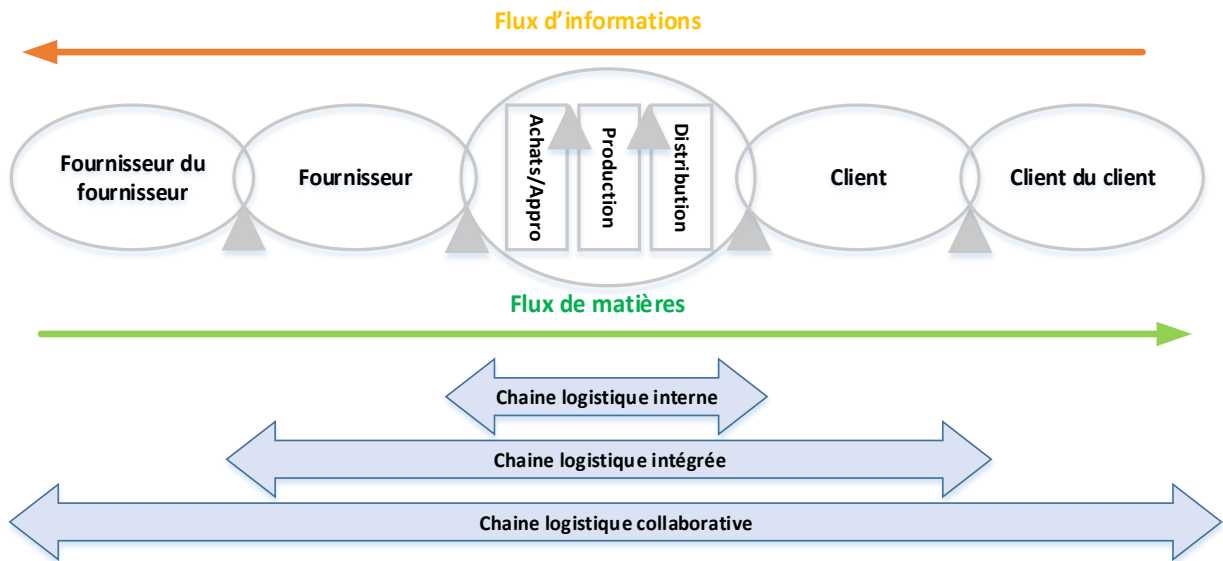 Flux d’informations
Fournisseur du
fournisseur
Fournisseur
Achats/Appro
Production
Distribution
Client
Client du client
Flux de matières
Chaine logistique interne
Chaine logistique intégrée
Chaine logistique collaborative